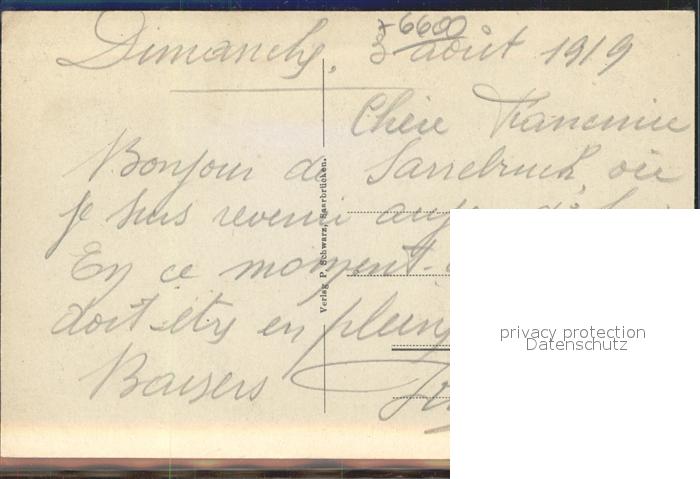 +6600
Dimanche, 3 août 1919
Chère Francine
Bonjour de Sarrebruck, où
je suis revenu
En ce moment
doit être en plein
Baisers
Verlag P. Schwarz, Saarbrücken.
privacy protection
Datenschutz